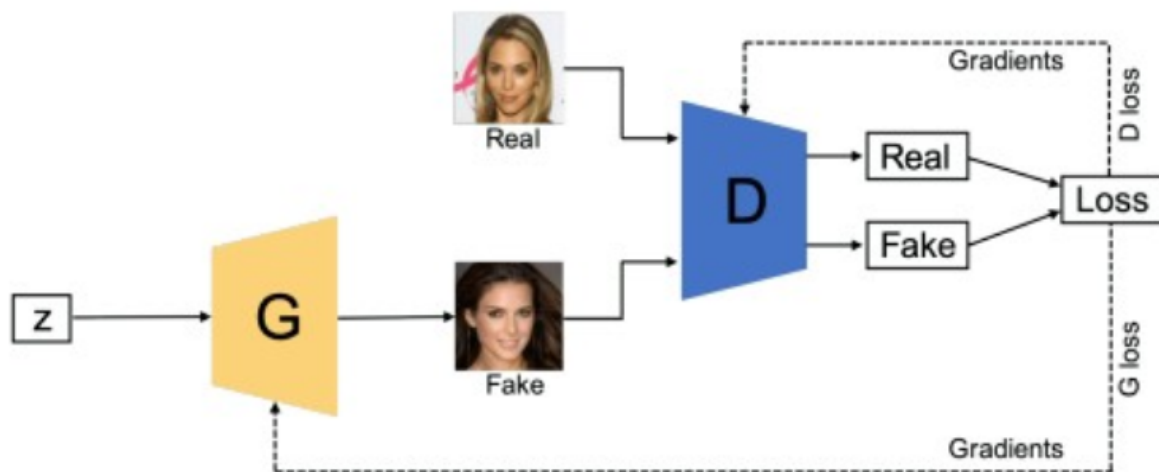 Gradients
D loss
Real
Real
D
Loss
Fake
z
G
Fake
G loss
Gradients